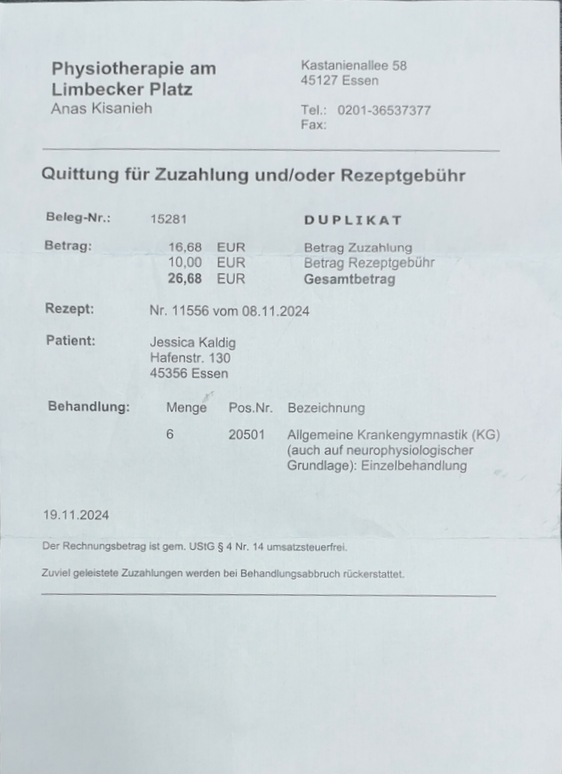 Physiotherapie am
Limbecker Platz
Anas Kisanieh
Kastanienallee 58
45127 Essen
Tel.: 0201-36537377
Fax:
Quittung für Zuzahlung und/oder Rezeptgebühr
Beleg-Nr.: 15281 DUPLIKAT
Betrag: 16,68 EUR Betrag Zuzahlung
10,00 EUR Betrag Rezeptgebühr
26,68 EUR Gesamtbetrag
Rezept: Nr. 11556 vom 08.11.2024
Patient: Jessica Kaldig
Hafenstr. 130
45356 Essen
Behandlung: Menge Pos.Nr. Bezeichnung
6 20501 Allgemeine Krankengymnastik (KG)
(auch auf neurophysiologischer
Grundlage): Einzelbehandlung
19.11.2024
Der Rechnungsbetrag ist gem. UStG § 4 Nr. 14 umsatzsteuerfrei.
Zuviel geleistete Zuzahlungen werden bei Behandlungsabbruch rückerstattet.